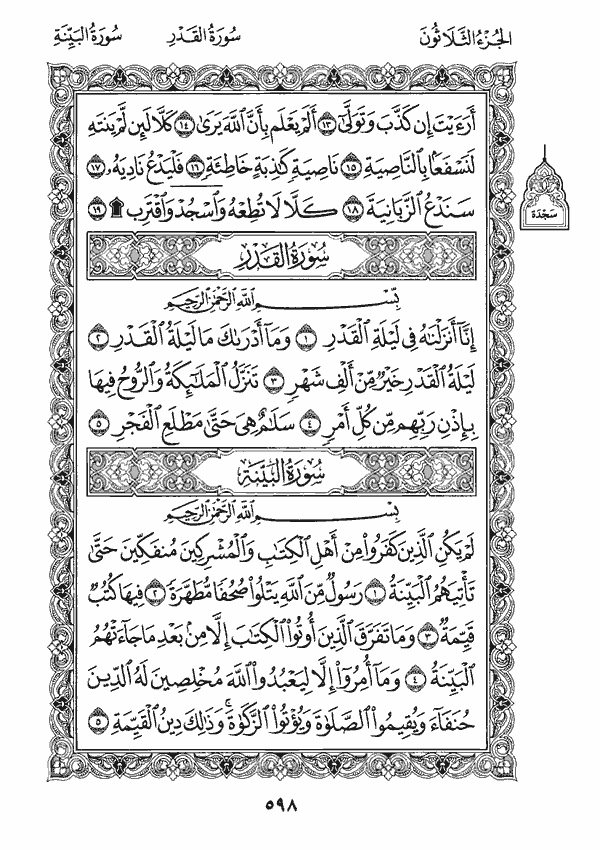 الجُزْءُ الثَّلَاثُونَ سُورَةُ القَدْرِ سُورَةُ البَيِّنَةِ
أَرَءَيْتَ إِن كَذَّبَ وَتَوَلَّىٰٓ ١٣ أَلَمْ يَعْلَم بِأَنَّ ٱللَّهَ يَرَىٰ ١٤ كَلَّا لَئِن لَّمْ يَنتَهِ
لَنَسْفَعًۢا بِٱلنَّاصِيَةِ ١٥ نَاصِيَةٍ كَٰذِبَةٍ خَاطِئَةٍ ١٦ فَلْيَدْعُ نَادِيَهُۥ ١٧
سَنَدْعُ ٱلزَّبَانِيَةَ ١٨ كَلَّا لَا تُطِعْهُ وَٱسْجُدْ وَٱقْتَرِب ۩ ١٩
سَجْدَة
سُورَةُ القَدْرِ
بِسْمِ ٱللَّهِ ٱلرَّحْمَٰنِ ٱلرَّحِيمِ
إِنَّآ أَنزَلْنَٰهُ فِى لَيْلَةِ ٱلْقَدْرِ ١ وَمَآ أَدْرَىٰكَ مَا لَيْلَةُ ٱلْقَدْرِ ٢
لَيْلَةُ ٱلْقَدْرِ خَيْرٌ مِّنْ أَلْفِ شَهْرٍ ٣ تَنَزَّلُ ٱلْمَلَٰٓئِكَةُ وَٱلرُّوحُ فِيهَا
بِإِذْنِ رَبِّهِم مِّن كُلِّ أَمْرٍ ٤ سَلَٰمٌ هِىَ حَتَّىٰ مَطْلَعِ ٱلْفَجْرِ ٥
سُورَةُ البَيِّنَةِ
بِسْمِ ٱللَّهِ ٱلرَّحْمَٰنِ ٱلرَّحِيمِ
لَمْ يَكُنِ ٱلَّذِينَ كَفَرُوا۟ مِنْ أَهْلِ ٱلْكِتَٰبِ وَٱلْمُشْرِكِينَ مُنفَكِّينَ حَتَّىٰ
تَأْتِيَهُمُ ٱلْبَيِّنَةُ ١ رَسُولٌ مِّنَ ٱللَّهِ يَتْلُوا۟ صُحُفًا مُّطَهَّرَةً ٢ فِيهَا كُتُبٌ
قَيِّمَةٌ ٣ وَمَا تَفَرَّقَ ٱلَّذِينَ أُوتُوا۟ ٱلْكِتَٰبَ إِلَّا مِنۢ بَعْدِ مَا جَآءَتْهُمُ
ٱلْبَيِّنَةُ ٤ وَمَآ أُمِرُوٓا۟ إِلَّا لِيَعْبُدُوا۟ ٱللَّهَ مُخْلِصِينَ لَهُ ٱلدِّينَ
حُنَفَآءَ وَيُقِيمُوا۟ ٱلصَّلَوٰةَ وَيُؤْتُوا۟ ٱلزَّكَوٰةَ ۚ وَذَٰلِكَ دِينُ ٱلْقَيِّمَةِ ٥
٥٩٨